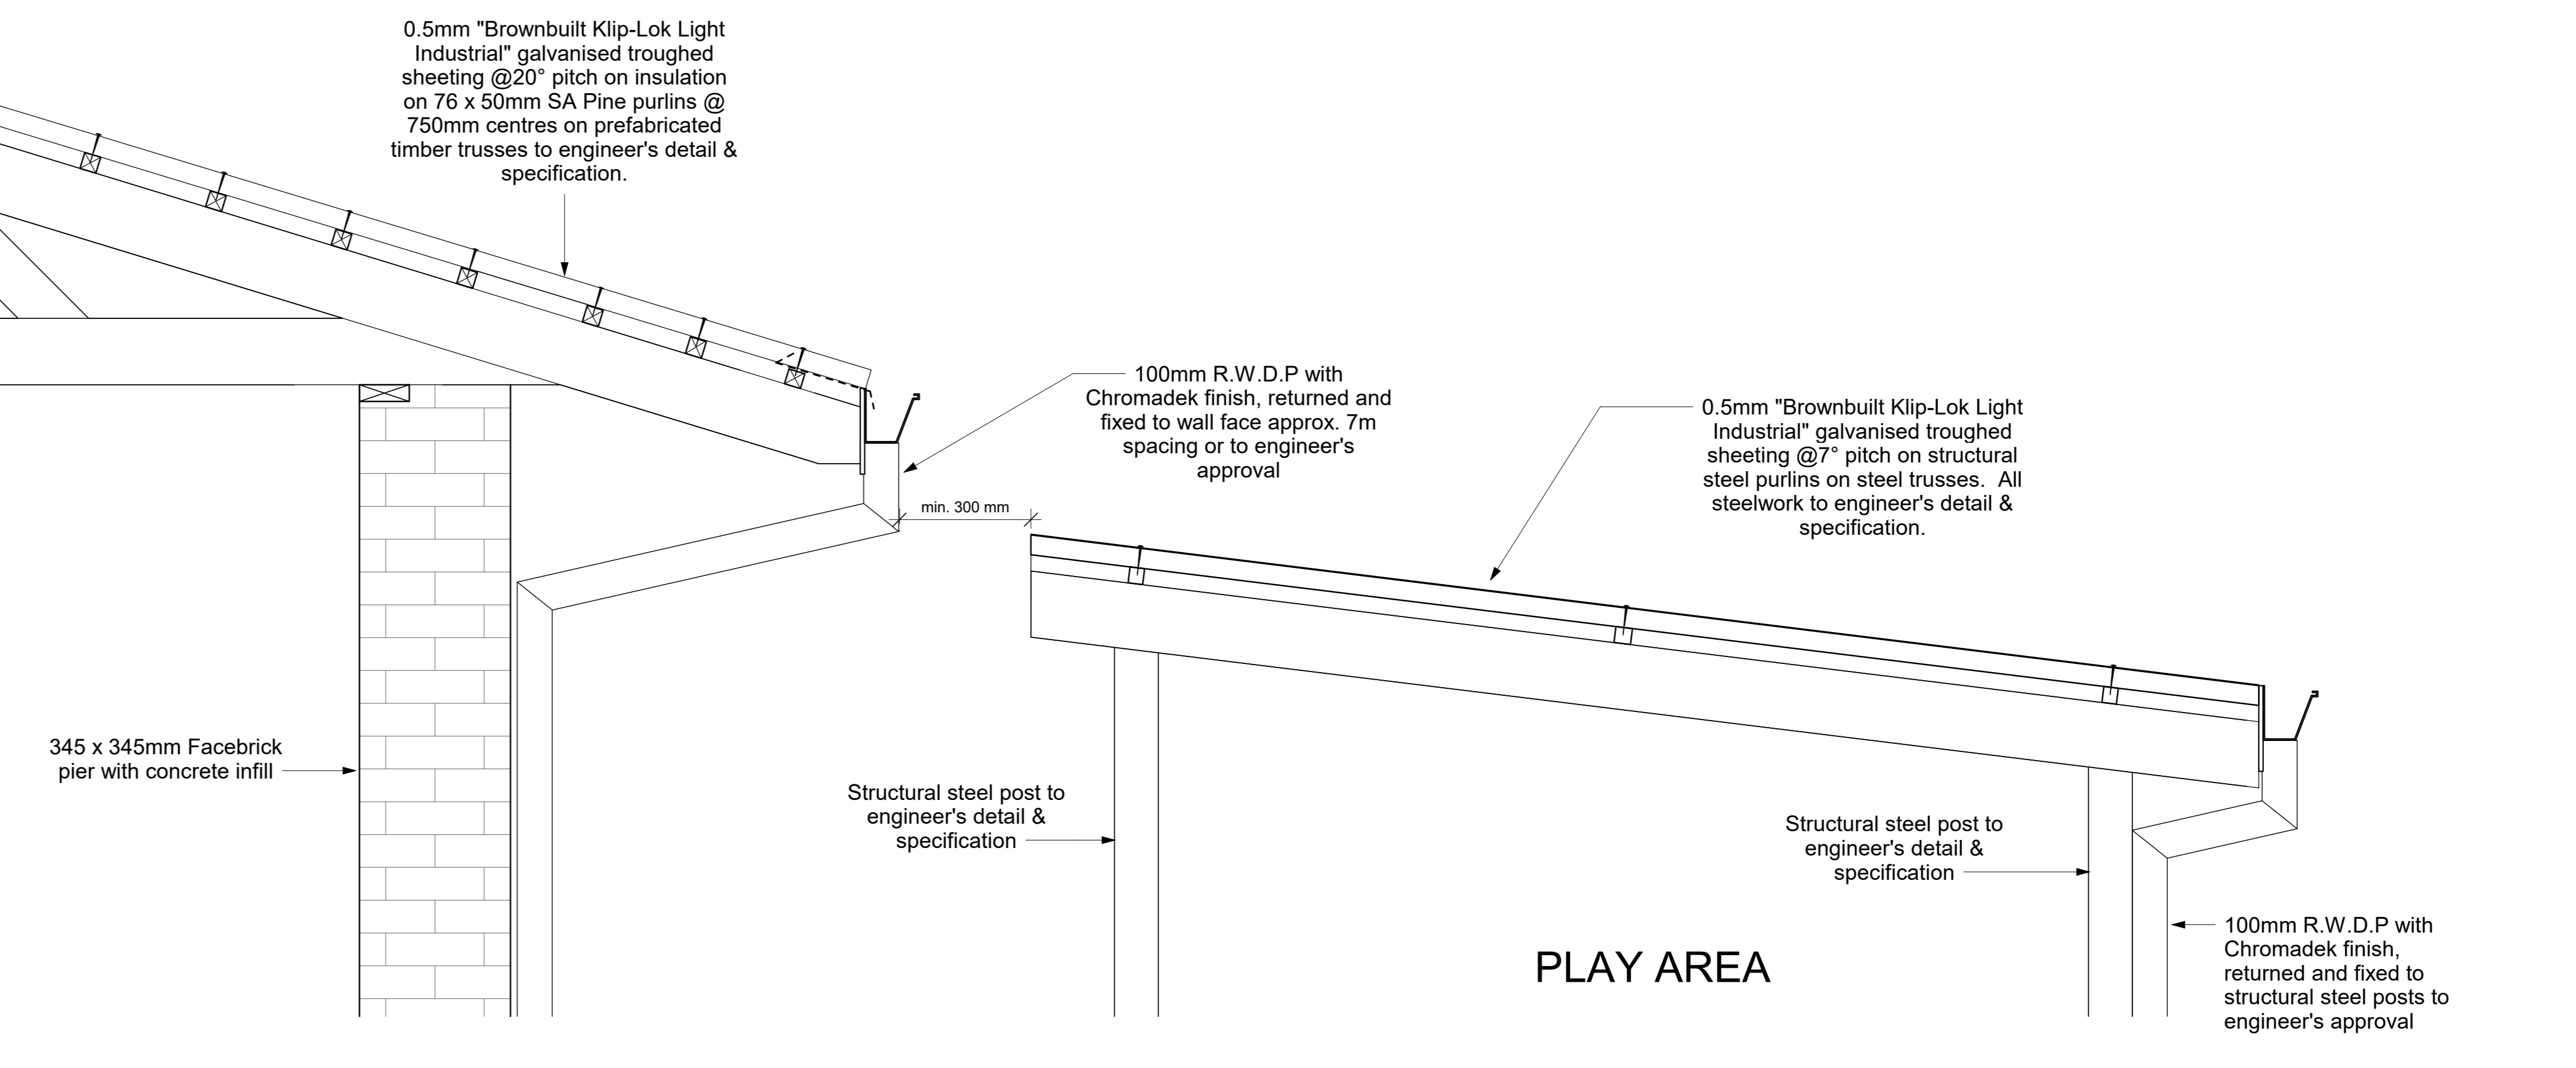 0.5mm "Brownbuilt Klip-Lok Light
Industrial" galvanised troughed
sheeting @20° pitch on insulation
on 76 x 50mm SA Pine purlins @
750mm centres on prefabricated
timber trusses to engineer's detail &
specification.
100mm R.W.D.P with
Chromadek finish, returned and
fixed to wall face approx. 7m
spacing or to engineer's
approval
0.5mm "Brownbuilt Klip-Lok Light
Industrial" galvanised troughed
sheeting @7° pitch on structural
steel purlins on steel trusses.  All
steelwork to engineer's detail &
specification.
min. 300 mm
345 x 345mm Facebrick
pier with concrete infill
Structural steel post to
engineer's detail &
specification
Structural steel post to
engineer's detail &
specification
PLAY AREA
100mm R.W.D.P with
Chromadek finish,
returned and fixed to
structural steel posts to
engineer's approval